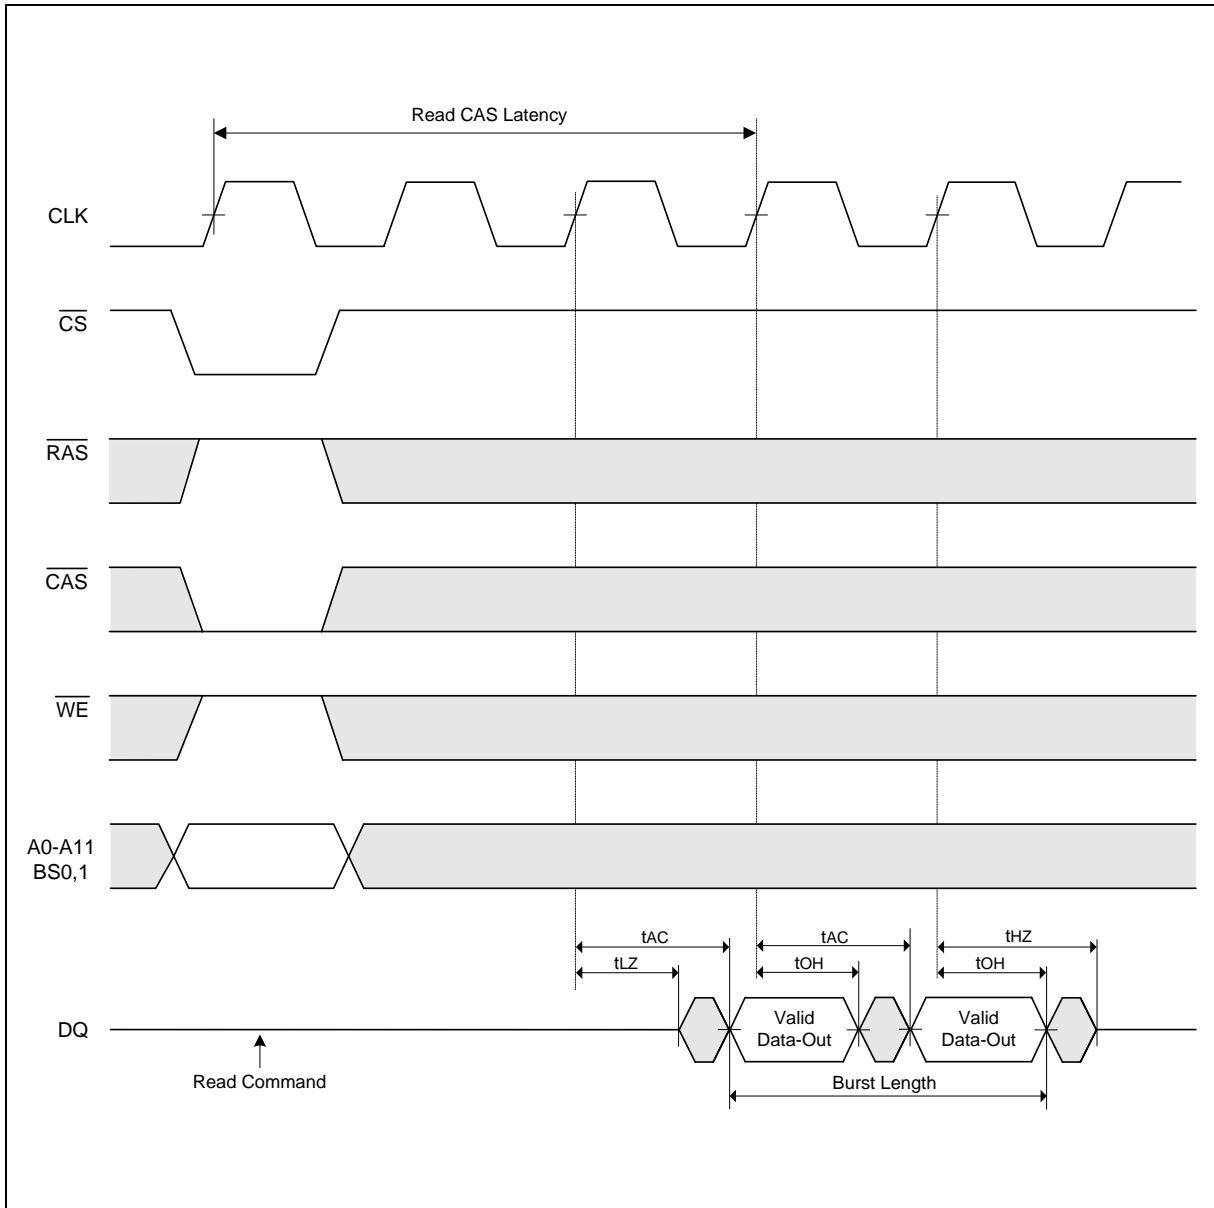 Read CAS Latency
CLK
CS
RAS
CAS
WE
A0-A11
BS0,1
tAC tAC tHZ
tLZ tOH tOH
DQ
Valid Data-Out
Valid Data-Out
Read Command
Burst Length